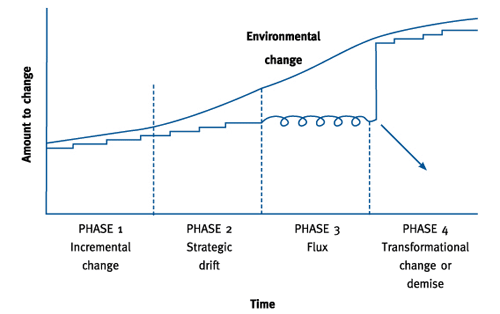 Environmental
change
Amount to change
PHASE 1
Incremental
change
PHASE 2
Strategic
drift
PHASE 3
Flux
PHASE 4
Transformational
change or
demise
Time